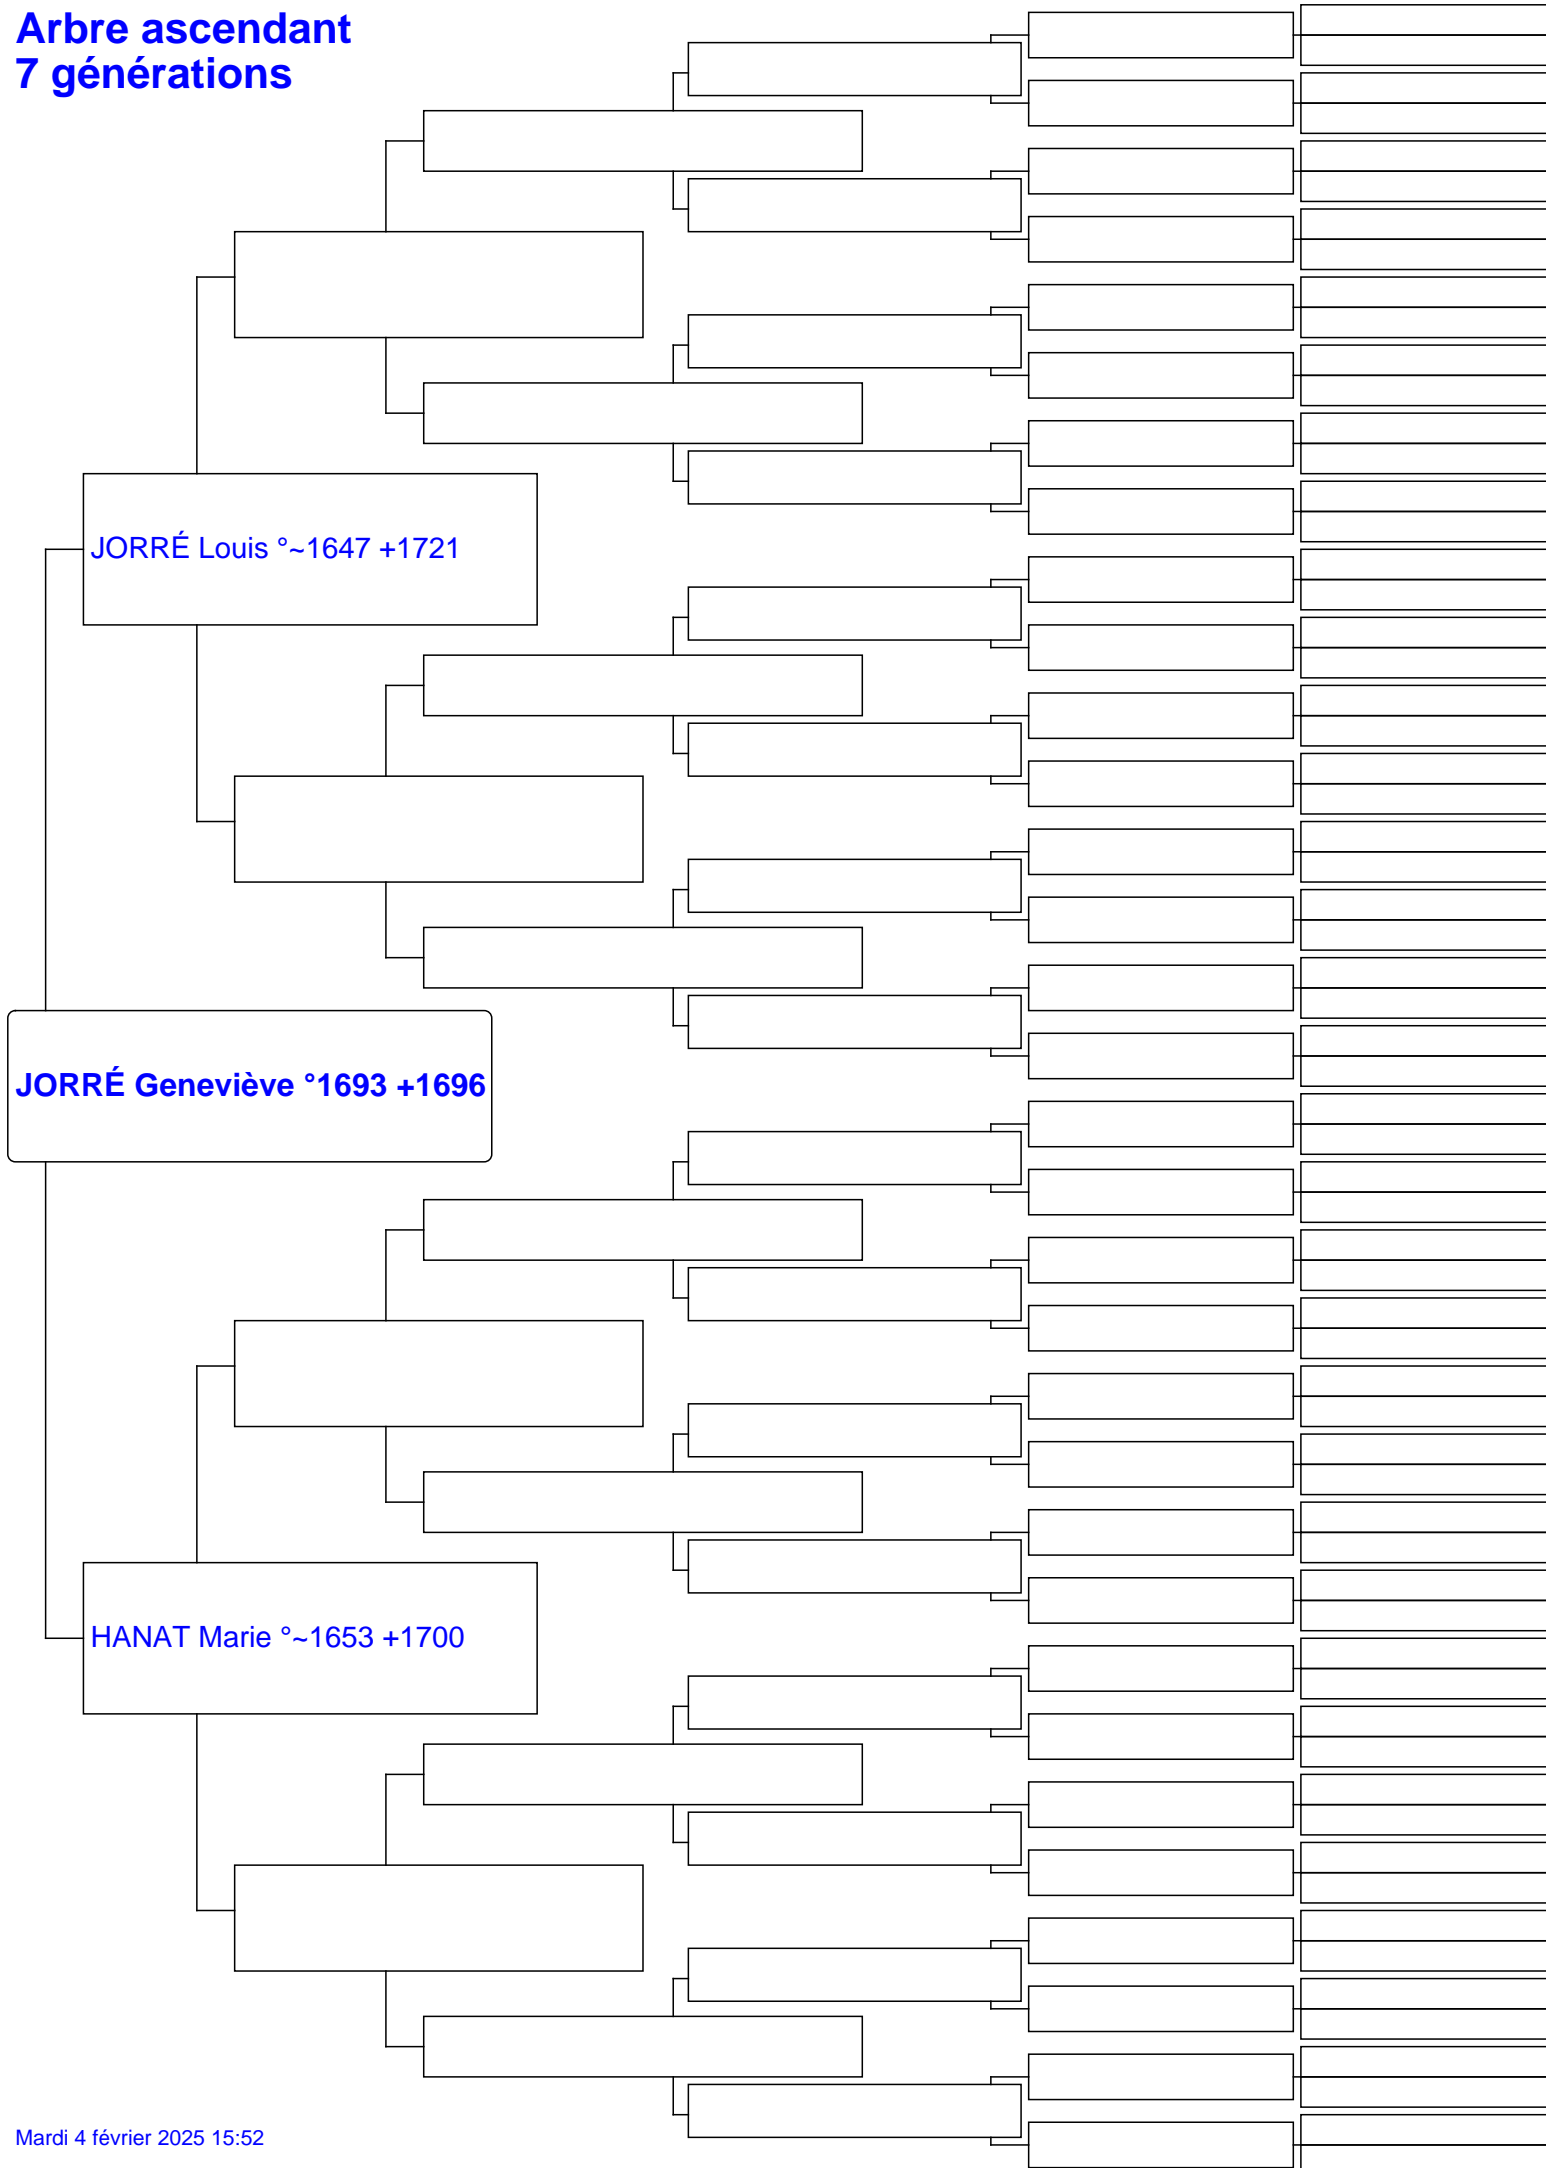 Arbre ascendant
7 générations
JORRÉ Louis °~1647 +1721
JORRÉ Geneviève °1693 +1696
HANAT Marie °~1653 +1700
Mardi 4 février 2025 15:52